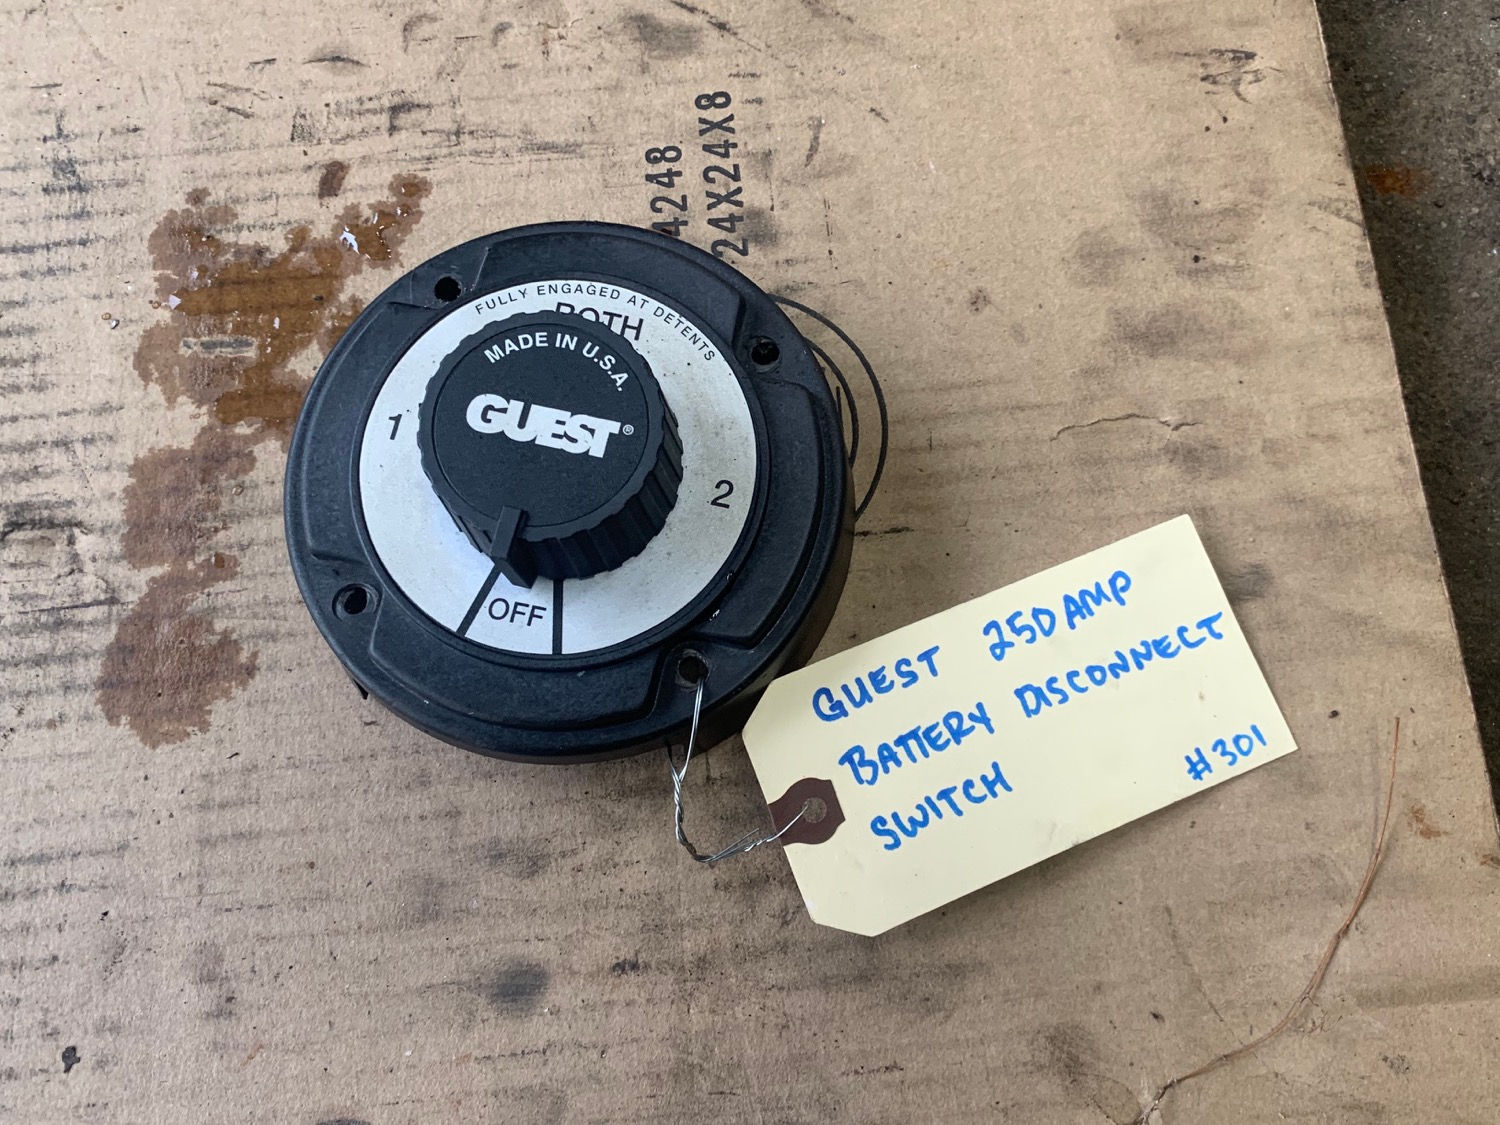 4248
24X24X8
FULLY ENGAGED AT DETENTS
BOTH
MADE IN U.S.A.
GUEST®
1
2
OFF
GUEST 250 AMP
BATTERY DISCONNECT
SWITCH
#301